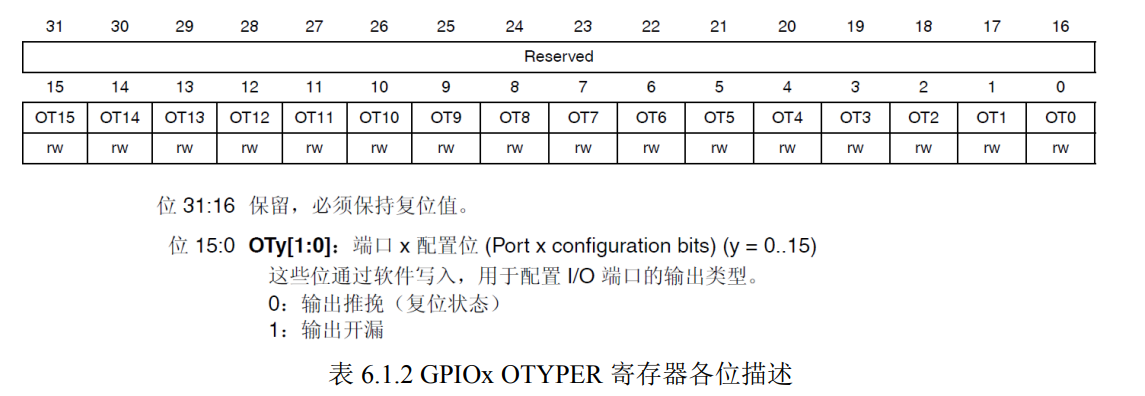 31 30 29 28 27 26 25 24 23 22 21 20 19 18 17 16
Reserved
15 14 13 12 11 10 9 8 7 6 5 4 3 2 1 0
OT15 OT14 OT13 OT12 OT11 OT10 OT9 OT8 OT7 OT6 OT5 OT4 OT3 OT2 OT1 OT0
rw rw rw rw rw rw rw rw rw rw rw rw rw rw rw rw
位 31:16 保留，必须保持复位值。
位 15:0 OTy[1:0]：端口 x 配置位 (Port x configuration bits) (y = 0..15)
这些位通过软件写入，用于配置 I/O 端口的输出类型。
0：输出推挽（复位状态）
1：输出开漏
表 6.1.2 GPIOx OTYPER 寄存器各位描述